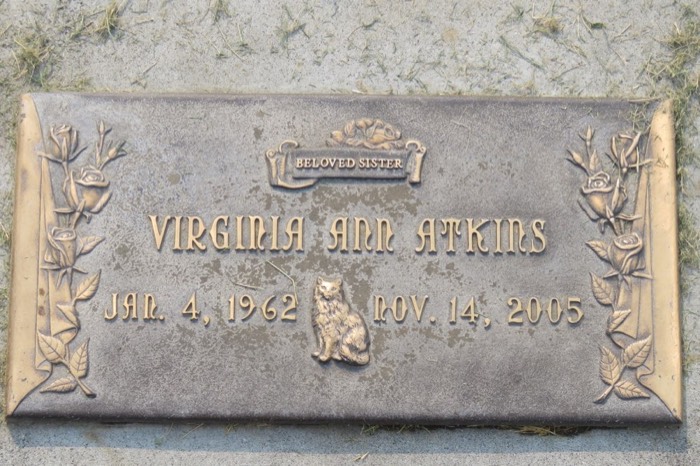 BELOVED SISTER
VIRGINIA ANN ATKINS
JAN. 4, 1962 NOV. 14, 2005